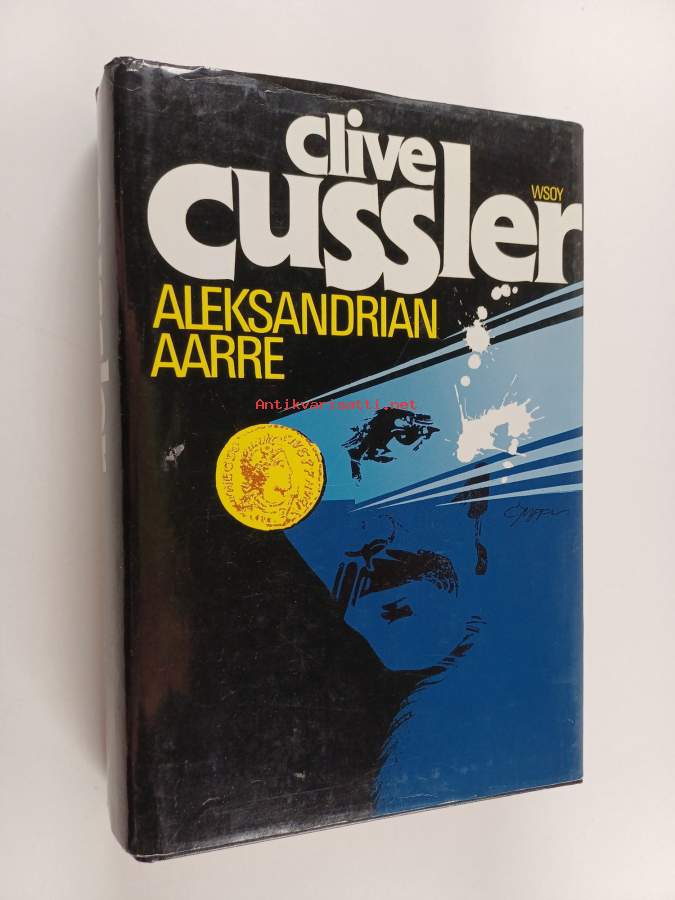 clive
cussler
WSOY
ALEKSANDRIAN
AARRE
Antikvariaatti.net